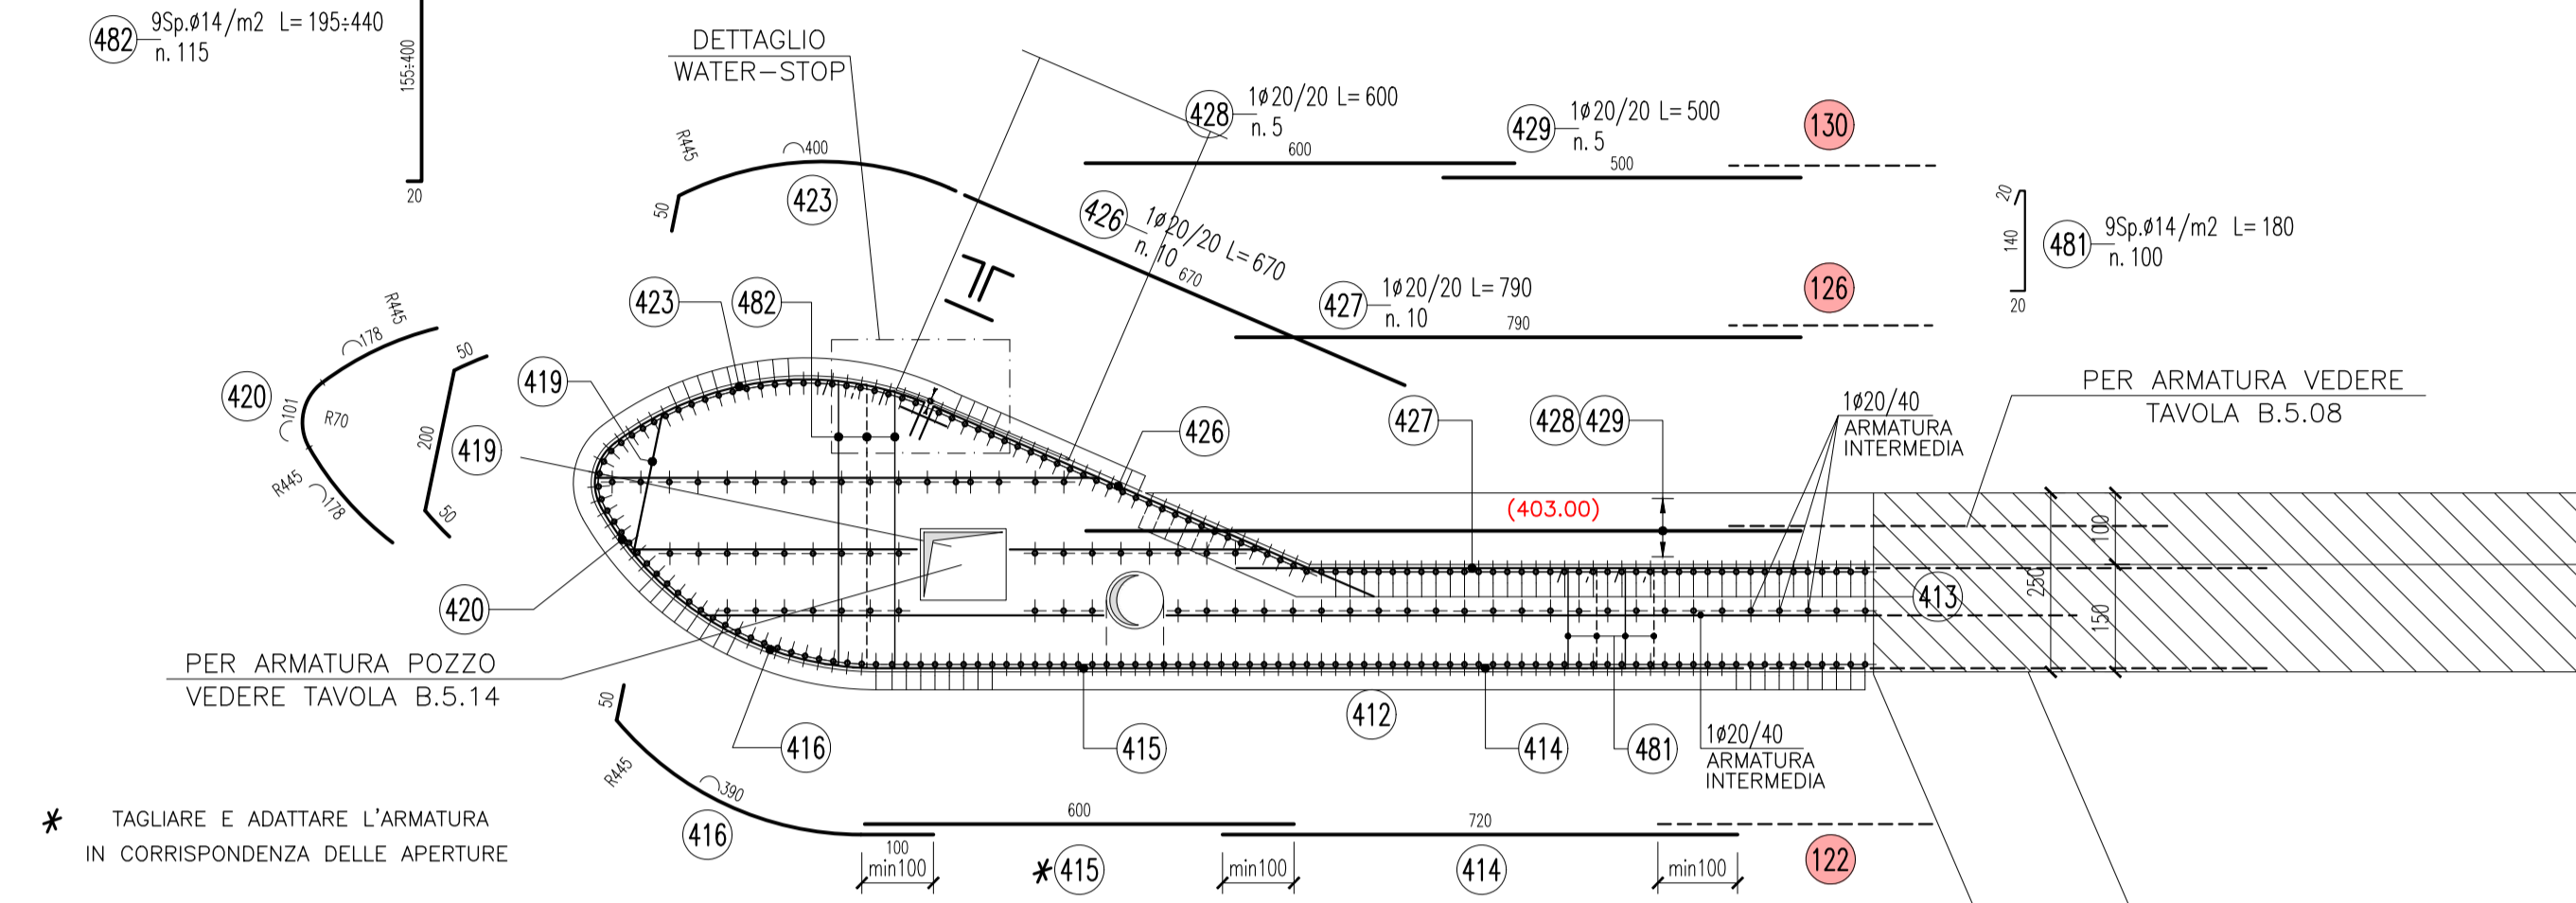 482
9Sp.ø14/m2 L=195÷440
n. 115
155÷400
20
DETTAGLIO
WATER-STOP
R445
400
50
423
428
1ø20/20 L=600
n. 5
600
429
1ø20/20 L=500
n. 5
500
130
426
1ø20/20 L=670
n. 10
670
427
1ø20/20 L=790
n. 10
790
126
20
140
20
481
9Sp.ø14/m2 L=180
n. 100
423
482
R445
178
420
101
R70
R445
178
50
200
50
419
419
426
427
428
429
1ø20/40
ARMATURA
INTERMEDIA
PER ARMATURA VEDERE
TAVOLA B.5.08
(403.00)
100
250
150
413
420
PER ARMATURA POZZO
VEDERE TAVOLA B.5.14
416
415
412
414
481
1ø20/40
ARMATURA
INTERMEDIA
50
R445
390
416
100
min100
600
*415
min100
720
414
min100
122
* TAGLIARE E ADATTARE L'ARMATURA
IN CORRISPONDENZA DELLE APERTURE